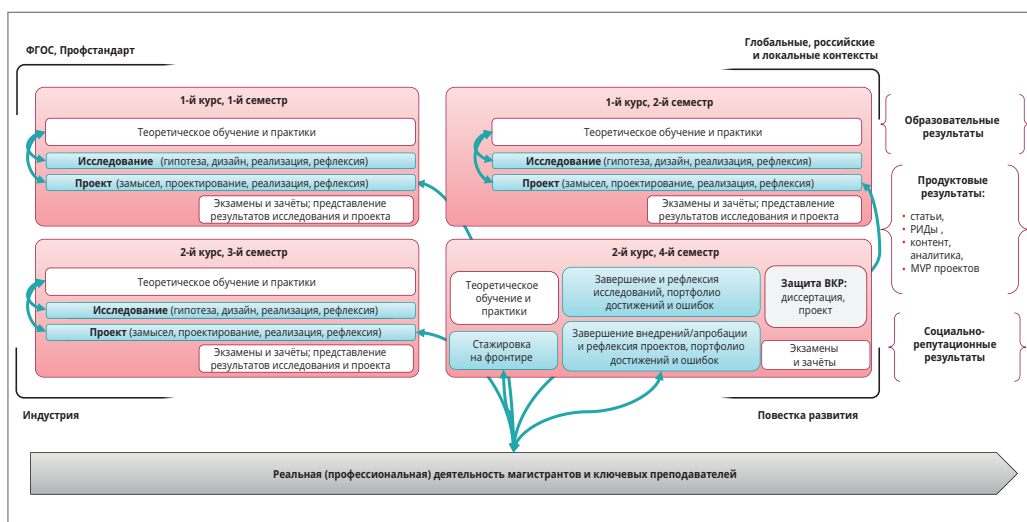 ФГОС, Профстандарт
Глобальные, российские
и локальные контексты
1-й курс, 1-й семестр
Теоретическое обучение и практики
Исследование (гипотеза, дизайн, реализация, рефлексия)
Проект (замысел, проектирование, реализация, рефлексия)
Экзамены и зачёты; представление
результатов исследования и проекта
1-й курс, 2-й семестр
Теоретическое обучение и практики
Исследование (гипотеза, дизайн, реализация, рефлексия)
Проект (замысел, проектирование, реализация, рефлексия)
Экзамены и зачёты; представление
результатов исследования и проекта
2-й курс, 3-й семестр
Теоретическое обучение и практики
Исследование (гипотеза, дизайн, реализация, рефлексия)
Проект (замысел, проектирование, реализация, рефлексия)
Экзамены и зачёты; представление
результатов исследования и проекта
2-й курс, 4-й семестр
Теоретическое
обучение и
практики
Стажировка
на фронтире
Завершение и рефлексия
исследований, портфолио
достижений и ошибок
Завершение внедрений/апробации
и рефлексия проектов, портфолио
достижений и ошибок
Защита ВКР:
диссертация,
проект
Экзамены
и зачёты
Образовательные
результаты
Продуктовые
результаты:
• статьи,
• РИДы ,
• контент,
аналитика,
• MVP проектов
Социально-
репутационные
результаты
Индустрия
Повестка развития
Реальная (профессиональная) деятельность магистрантов и ключевых преподавателей